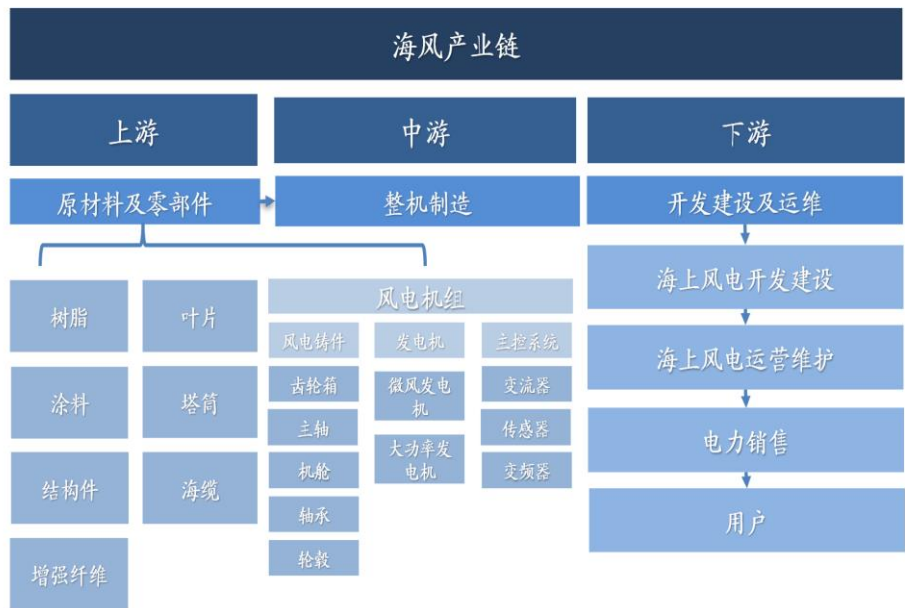 海风产业链
上游
中游
下游
原材料及零部件
整机制造
开发建设及运维
树脂
叶片
涂料
塔筒
结构件
海缆
增强纤维
风电机组
风电铸件
发电机
主控系统
齿轮箱
主轴
机舱
轴承
轮毂
微风发电
机
大功率发
电机
变流器
传感器
变频器
海上风电开发建设
海上风电运营维护
电力销售
用户